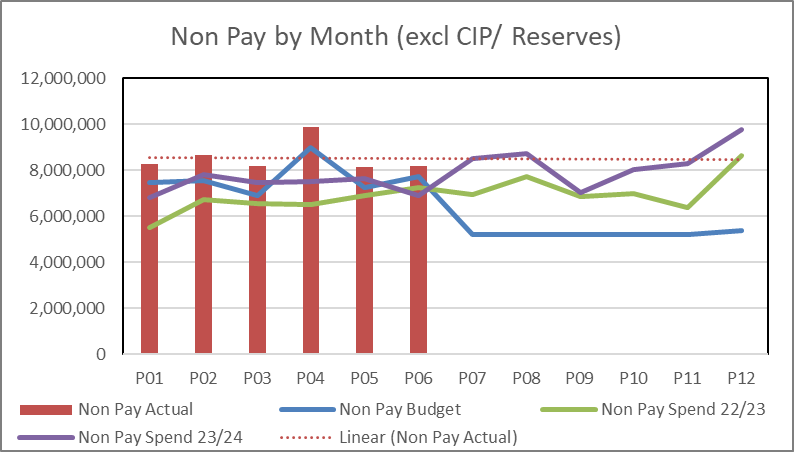 Non Pay by Month (excl CIP/ Reserves)
12,000,000
10,000,000
8,000,000
6,000,000
4,000,000
2,000,000
0
P01 P02 P03 P04 P05 P06 P07 P08 P09 P10 P11 P12
Non Pay Actual Non Pay Budget Non Pay Spend 22/23
Non Pay Spend 23/24 Linear (Non Pay Actual)